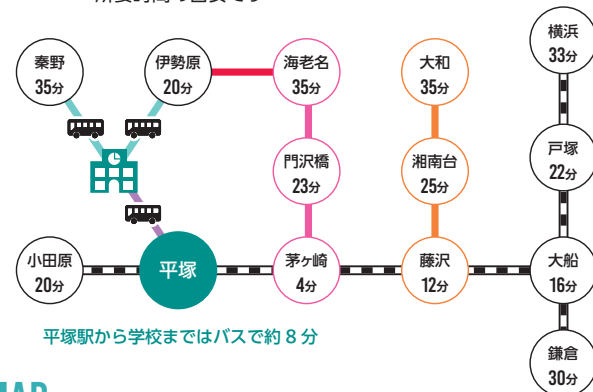 秦野
35分
伊勢原
20分
海老名
35分
大和
35分
横浜
33分
門沢橋
23分
湘南台
25分
戸塚
22分
小田原
20分
平塚
茅ヶ崎
4分
藤沢
12分
大船
16分
鎌倉
30分
平塚駅から学校まではバスで約8分